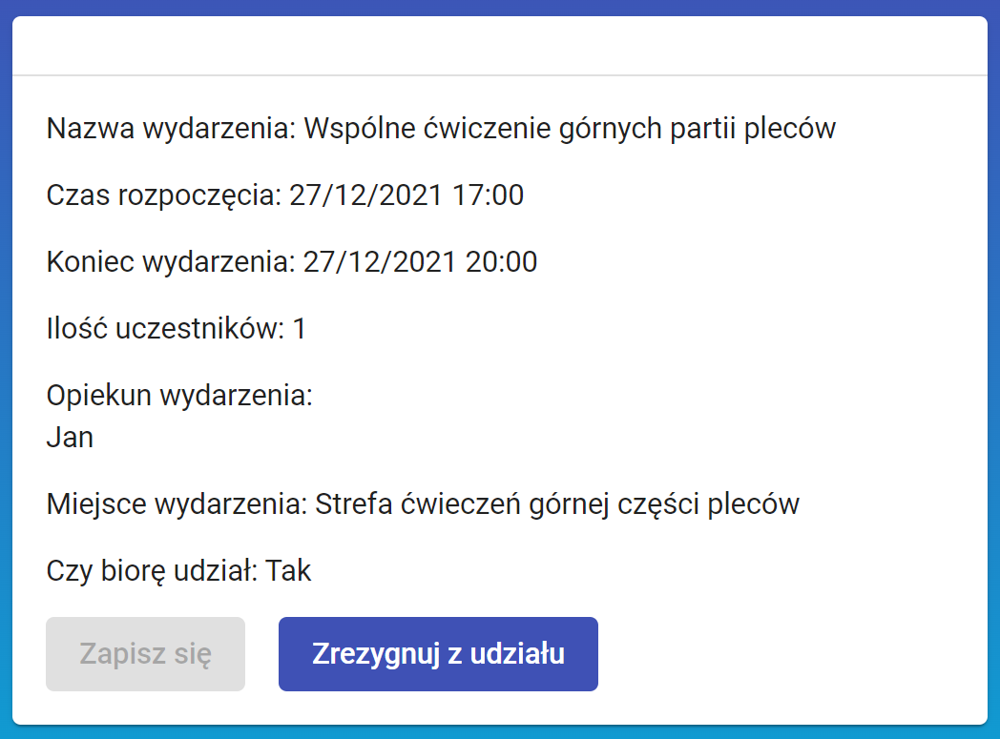 Nazwa wydarzenia: Wspólne ćwiczenie górnych partii pleców
Czas rozpoczęcia: 27/12/2021 17:00
Koniec wydarzenia: 27/12/2021 20:00
Ilość uczestników: 1
Opiekun wydarzenia:
Jan
Miejsce wydarzenia: Strefa ćwieczeń górnej części pleców
Czy biorę udział: Tak
Zapisz się
Zrezygnuj z udziału